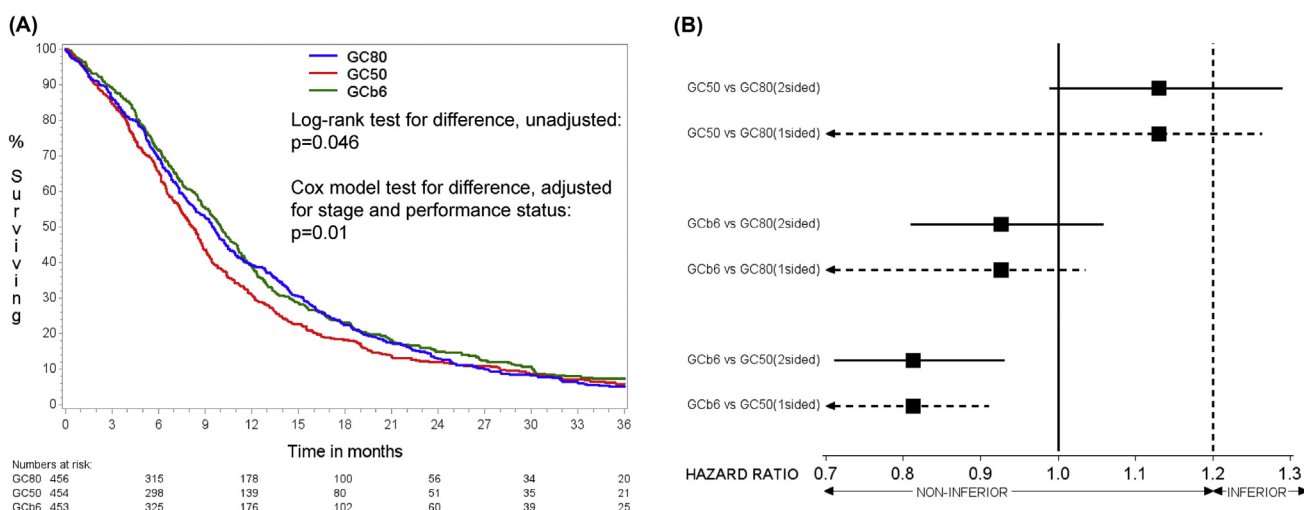 (A)
100
90
80
70
60
50
40
30
20
10
0
% Surviving
GC80
GC50
GCb6
Log-rank test for difference, unadjusted:
p=0.046
Cox model test for difference, adjusted
for stage and performance status:
p=0.01
0 3 6 9 12 15 18 21 24 27 30 33 36
Time in months
Numbers at risk:
GC80 456 315 178 100 56 34 20
GC50 454 298 139 80 51 35 21
GCb6 453 325 176 102 60 39 25
(B)
GC50 vs GC80(2sided)
GC50 vs GC80(1sided)
GCb6 vs GC80(2sided)
GCb6 vs GC80(1sided)
GCb6 vs GC50(2sided)
GCb6 vs GC50(1sided)
HAZARD RATIO
0.7 0.8 0.9 1.0 1.1 1.2 1.3
NON-INFERIOR INFERIOR